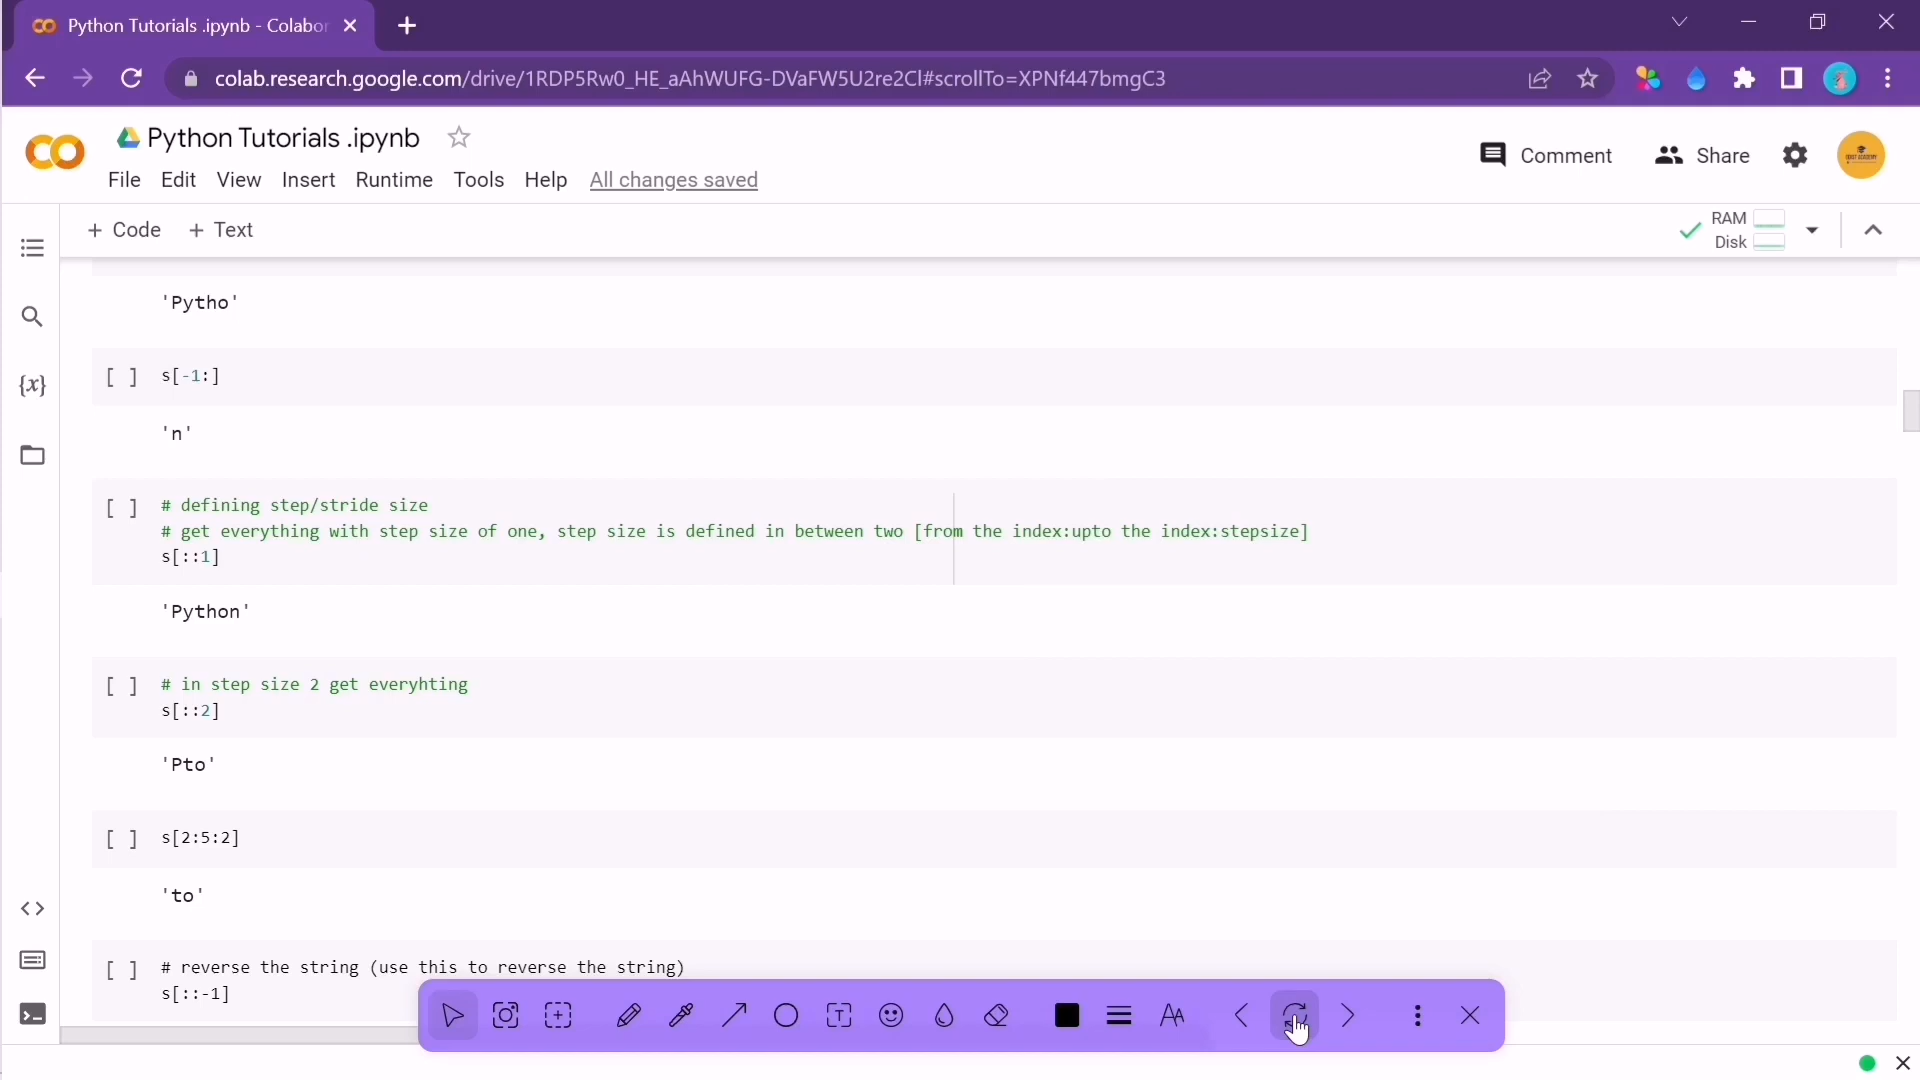 Python Tutorials .ipynb - Colabor
colab.research.google.com/drive/1RDP5Rw0_HE_aAhWUFG-DVaFW5U2re2Cl#scrollTo=XPNf447bmgC3
Python Tutorials .ipynb
Comment
Share
File Edit View Insert Runtime Tools Help All changes saved
+ Code + Text
RAM
Disk
'Pytho'
[ ] s[-1:]
'n'
[ ] # defining step/stride size
# get everything with step size of one, step size is defined in between two [from the index:upto the index:stepsize]
s[::1]
'Python'
[ ] # in step size 2 get everyhting
s[::2]
'Pto'
[ ] s[2:5:2]
'to'
[ ] # reverse the string (use this to reverse the string)
s[::-1]